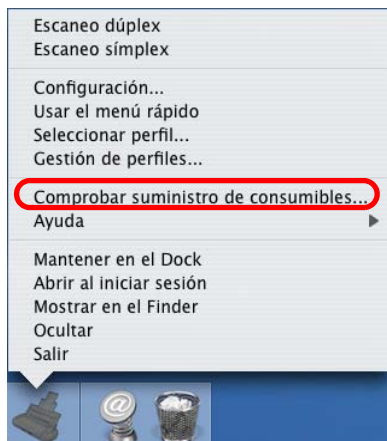 Escaneo dúplex
Escaneo símplex
Configuración...
Usar el menú rápido
Seleccionar perfil...
Gestión de perfiles...
Comprobar suministro de consumibles...
Ayuda
Mantener en el Dock
Abrir al iniciar sesión
Mostrar en el Finder
Ocultar
Salir
@